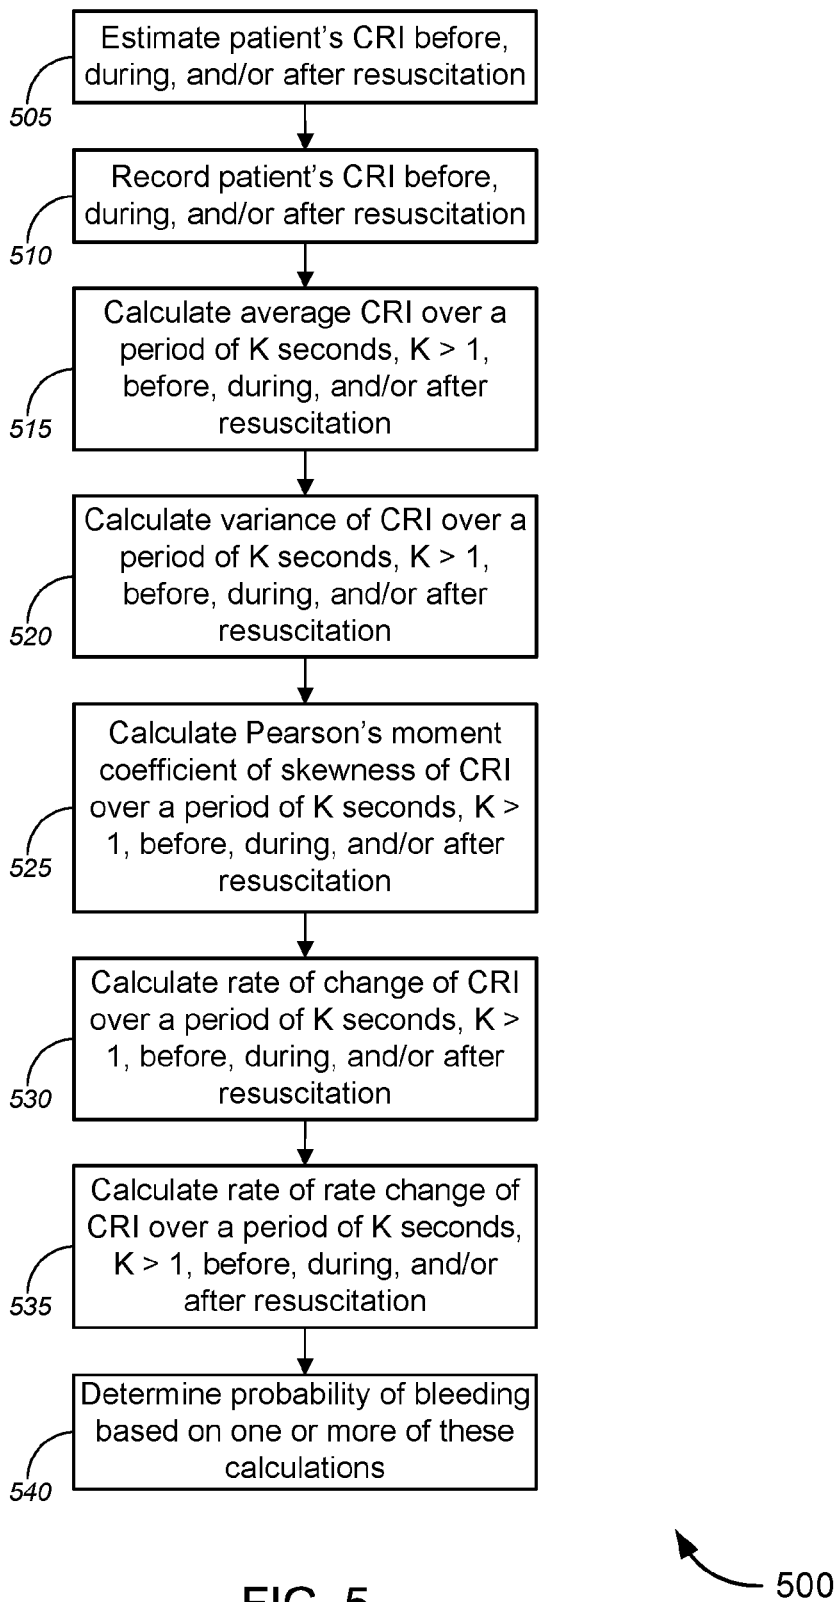 Estimate patient's CRI before,
during, and/or after resuscitation
505
Record patient's CRI before,
during, and/or after resuscitation
510
Calculate average CRI over a
period of K seconds, K > 1,
before, during, and/or after
resuscitation
515
Calculate variance of CRI over a
period of K seconds, K > 1,
before, during, and/or after
resuscitation
520
Calculate Pearson's moment
coefficient of skewness of CRI
over a period of K seconds, K >
1, before, during, and/or after
resuscitation
525
Calculate rate of change of CRI
over a period of K seconds, K >
1, before, during, and/or after
resuscitation
530
Calculate rate of rate change of
CRI over a period of K seconds,
K > 1, before, during, and/or
after resuscitation
535
Determine probability of bleeding
based on one or more of these
calculations
540
500
FIG. 5